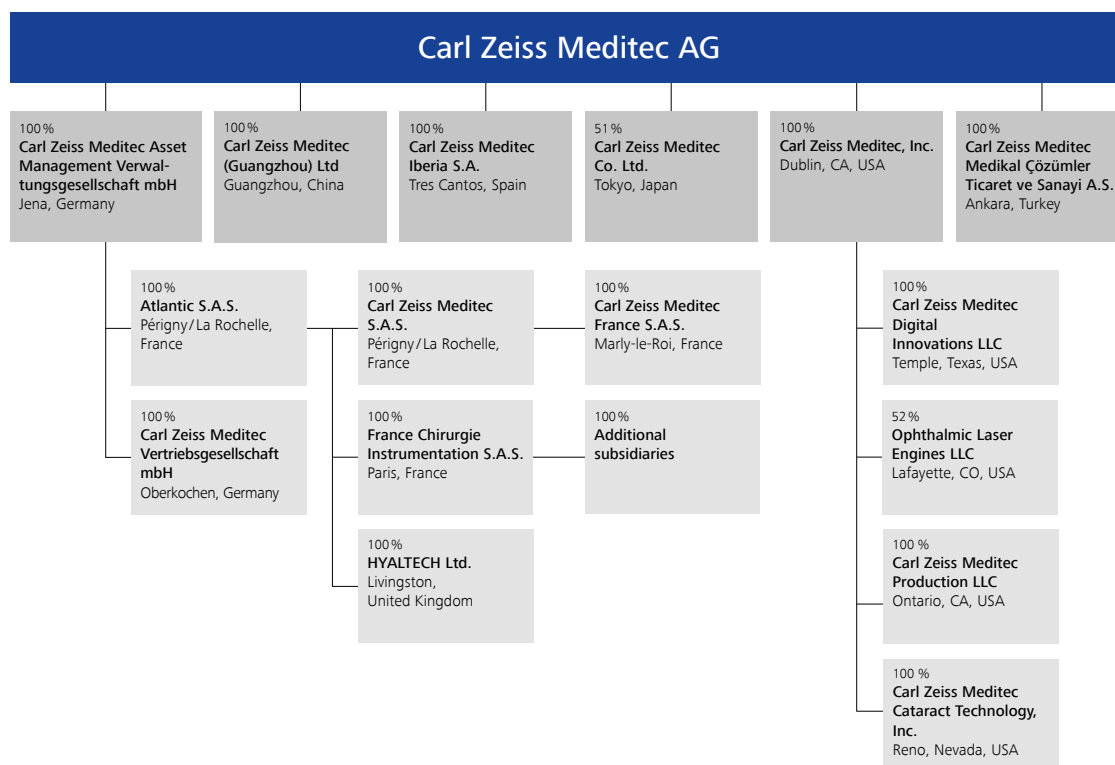 Carl Zeiss Meditec AG
100 %
Carl Zeiss Meditec Asset
Management Verwal-
tungsgesellschaft mbH
Jena, Germany
100 %
Carl Zeiss Meditec
(Guangzhou) Ltd
Guangzhou, China
100 %
Carl Zeiss Meditec
Iberia S.A.
Tres Cantos, Spain
51 %
Carl Zeiss Meditec
Co. Ltd.
Tokyo, Japan
100 %
Carl Zeiss Meditec, Inc.
Dublin, CA, USA
100 %
Carl Zeiss Meditec
Medikal Çözümler
Ticaret ve Sanayi A.S.
Ankara, Turkey
100 %
Atlantic S.A.S.
Périgny/La Rochelle,
France
100 %
Carl Zeiss Meditec
S.A.S.
Périgny/La Rochelle,
France
100 %
Carl Zeiss Meditec
France S.A.S.
Marly-le-Roi, France
100 %
Carl Zeiss Meditec
Digital
Innovations LLC
Temple, Texas, USA
100 %
Carl Zeiss Meditec
Vertriebsgesellschaft
mbH
Oberkochen, Germany
100 %
France Chirurgie
Instrumentation S.A.S.
Paris, France
100 %
Additional
subsidiaries
52 %
Ophthalmic Laser
Engines LLC
Lafayette, CO, USA
100 %
HYALTECH Ltd.
Livingston,
United Kingdom
100 %
Carl Zeiss Meditec
Production LLC
Ontario, CA, USA
100 %
Carl Zeiss Meditec
Cataract Technology,
Inc.
Reno, Nevada, USA